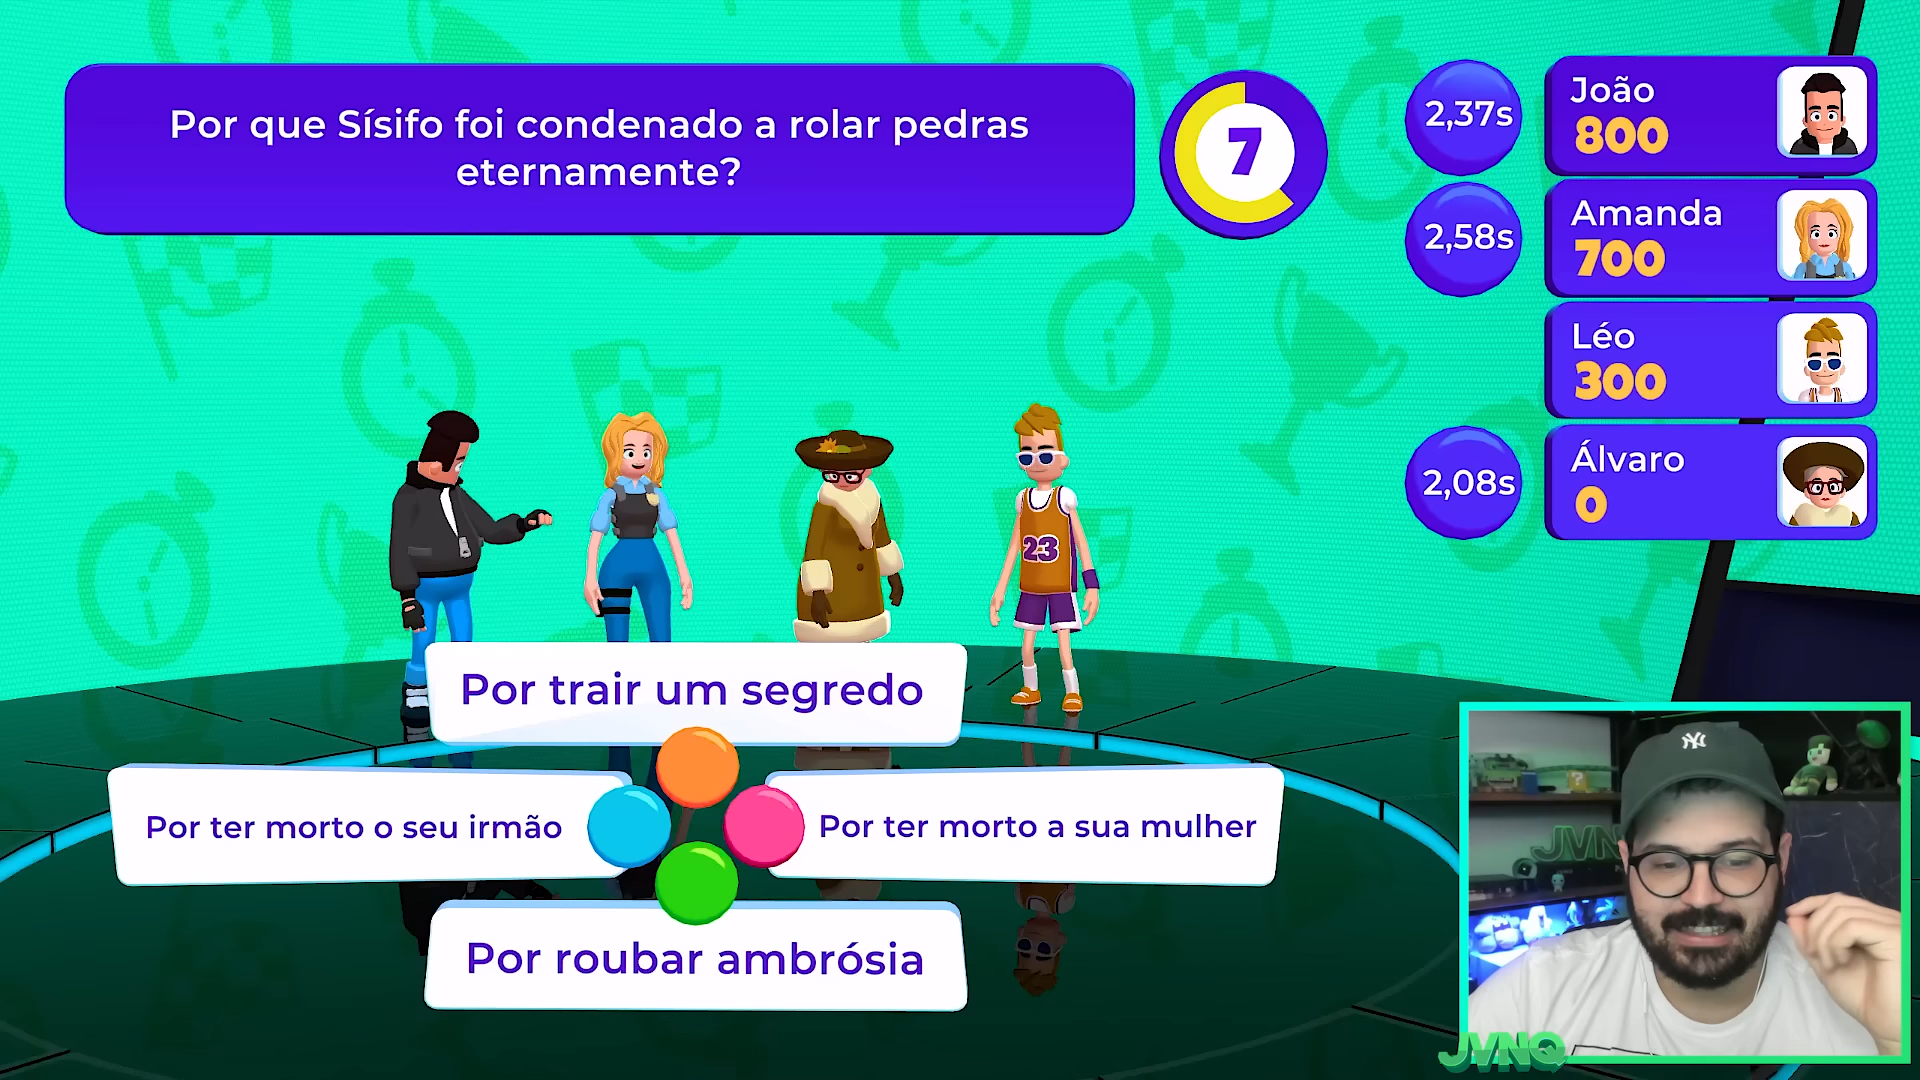 Por que Sísifo foi condenado a rolar pedras
eternamente?
7
2,37s
João
800
2,58s
Amanda
700
Léo
300
2,08s
Álvaro
0
23
Por trair um segredo
Por ter morto o seu irmão
Por ter morto a sua mulher
Por roubar ambrósia
NY
JVNQ